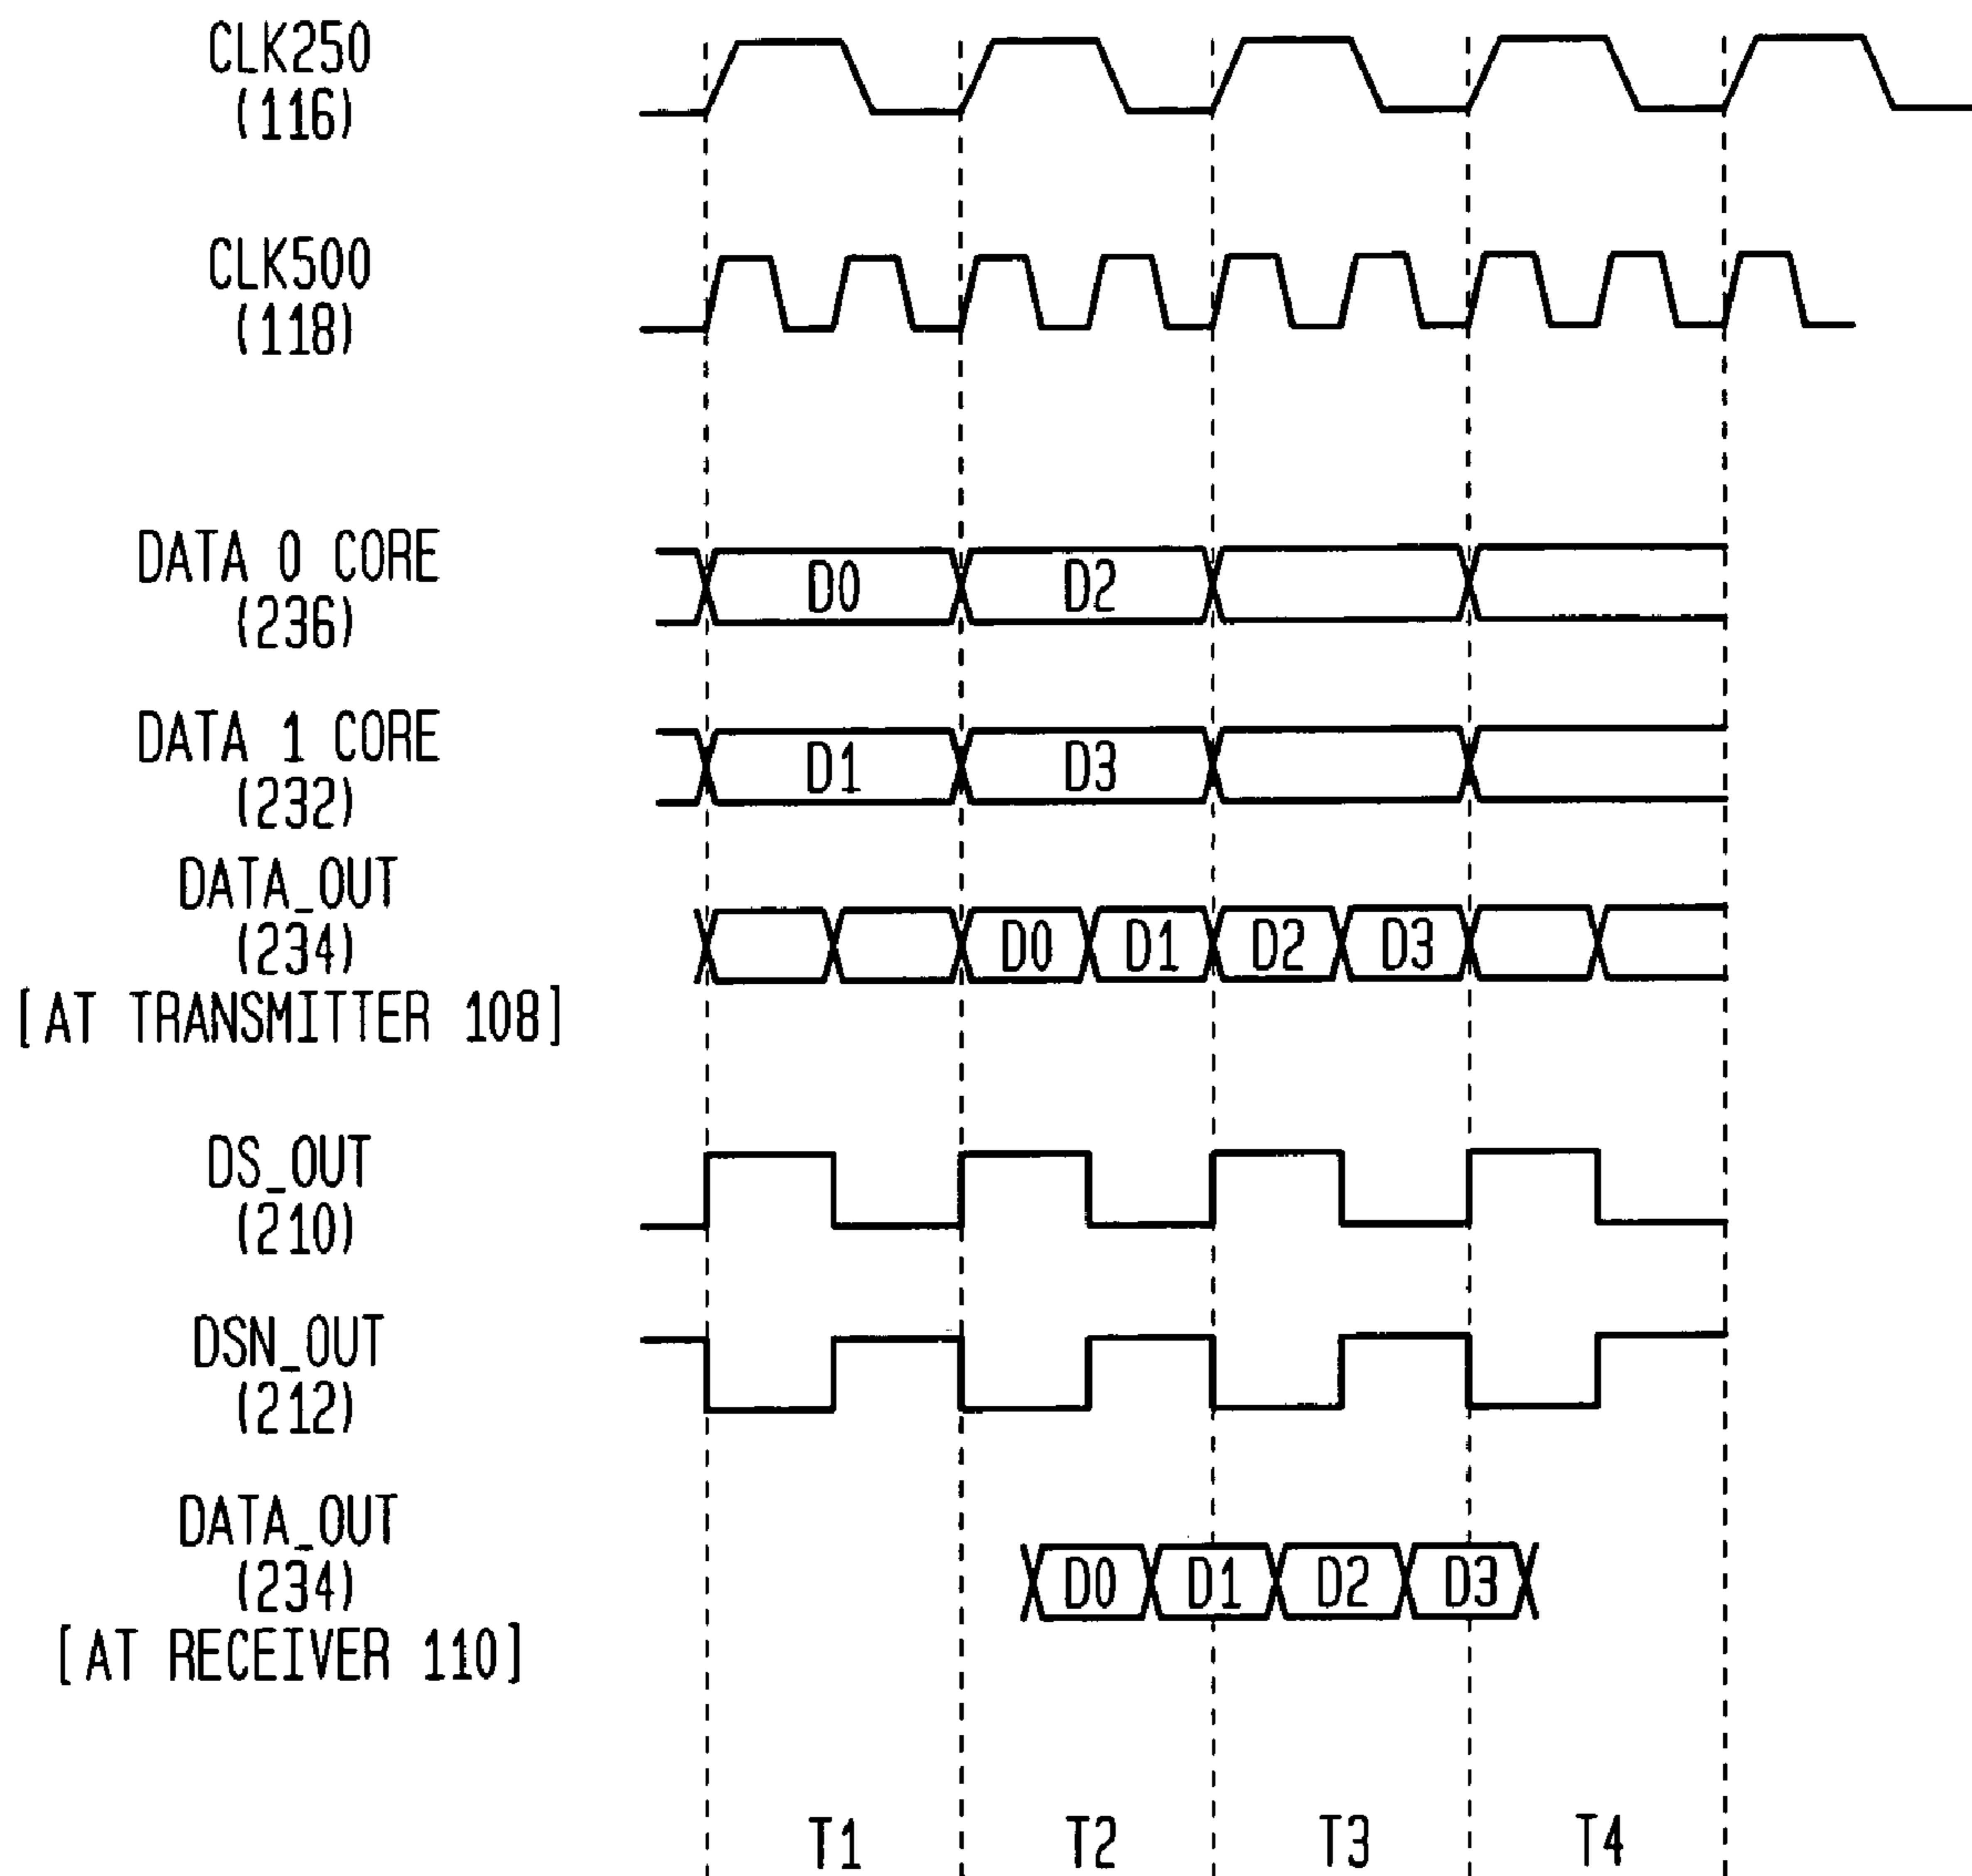 CLK250
(116)
CLK500
(118)
DATA 0 CORE
(236)
D0 D2
DATA 1 CORE
(232)
D1 D3
DATA_OUT
(234)
[AT TRANSMITTER 108]
D0 D1 D2 D3
DS_OUT
(210)
DSN_OUT
(212)
DATA_OUT
(234)
[AT RECEIVER 110]
D0 D1 D2 D3
T1 T2 T3 T4